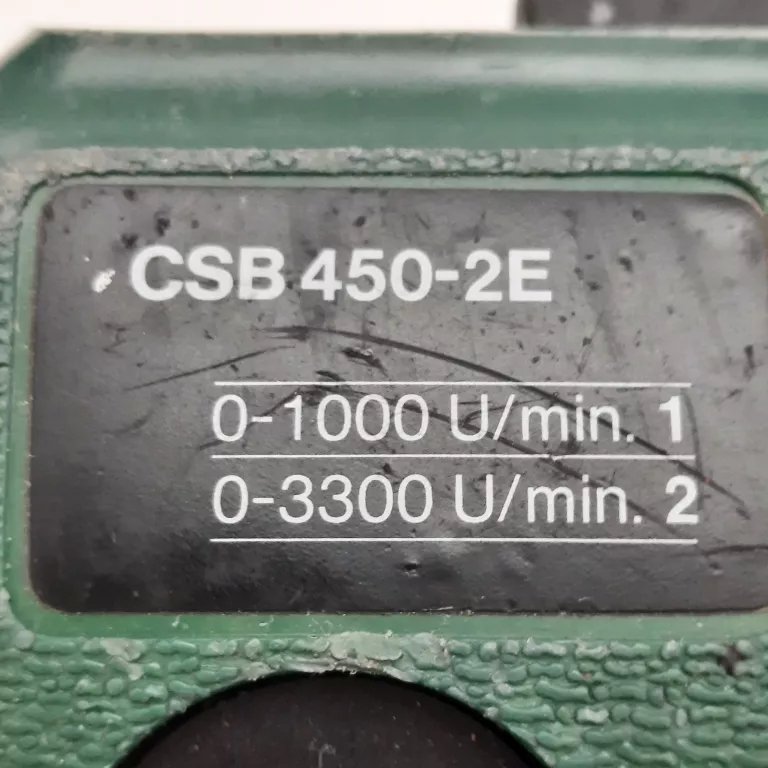 CSB 450-2E
0-1000 U/min. 1
0-3300 U/min. 2